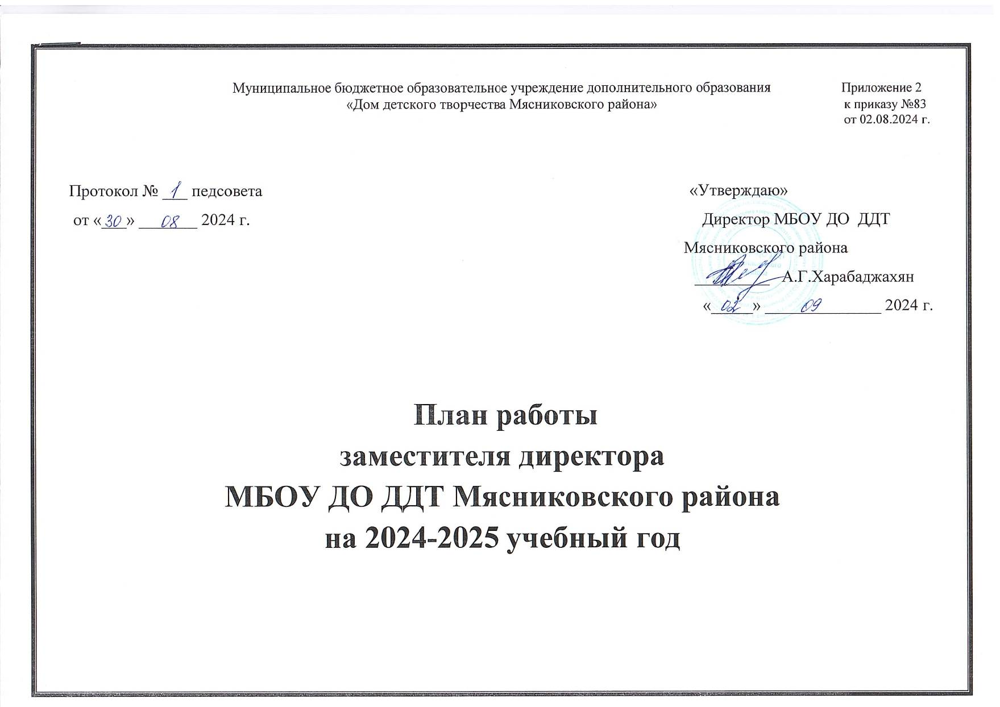 Муниципальное бюджетное образовательное учреждение дополнительного образования
«Дом детского творчества Мясниковского района»
Приложение 2
к приказу №83
от 02.08.2024 г.
Протокол № 1 педсовета
от «30» 08 2024 г.
«Утверждаю»
Директор МБОУ ДО ДДТ
Мясниковского района
А.Г.Харабаджахян
«02» 09 2024 г.
План работы
заместителя директора
МБОУ ДО ДДТ Мясниковского района
на 2024-2025 учебный год